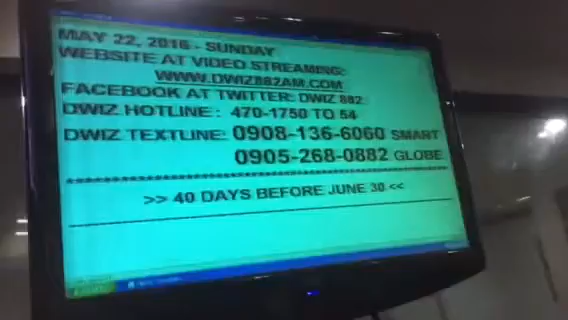 MAY 22, 2016 - SUNDAY
WEBSITE AT VIDEO STREAMING:
WWW.DWIZ882AM.COM
FACEBOOK AT TWITTER: DWIZ 882
DWIZ HOTLINE : 470-1750 TO 54
DWIZ TEXTLINE: 0908-136-6060 SMART
0905-268-0882 GLOBE
>> 40 DAYS BEFORE JUNE 30 <<